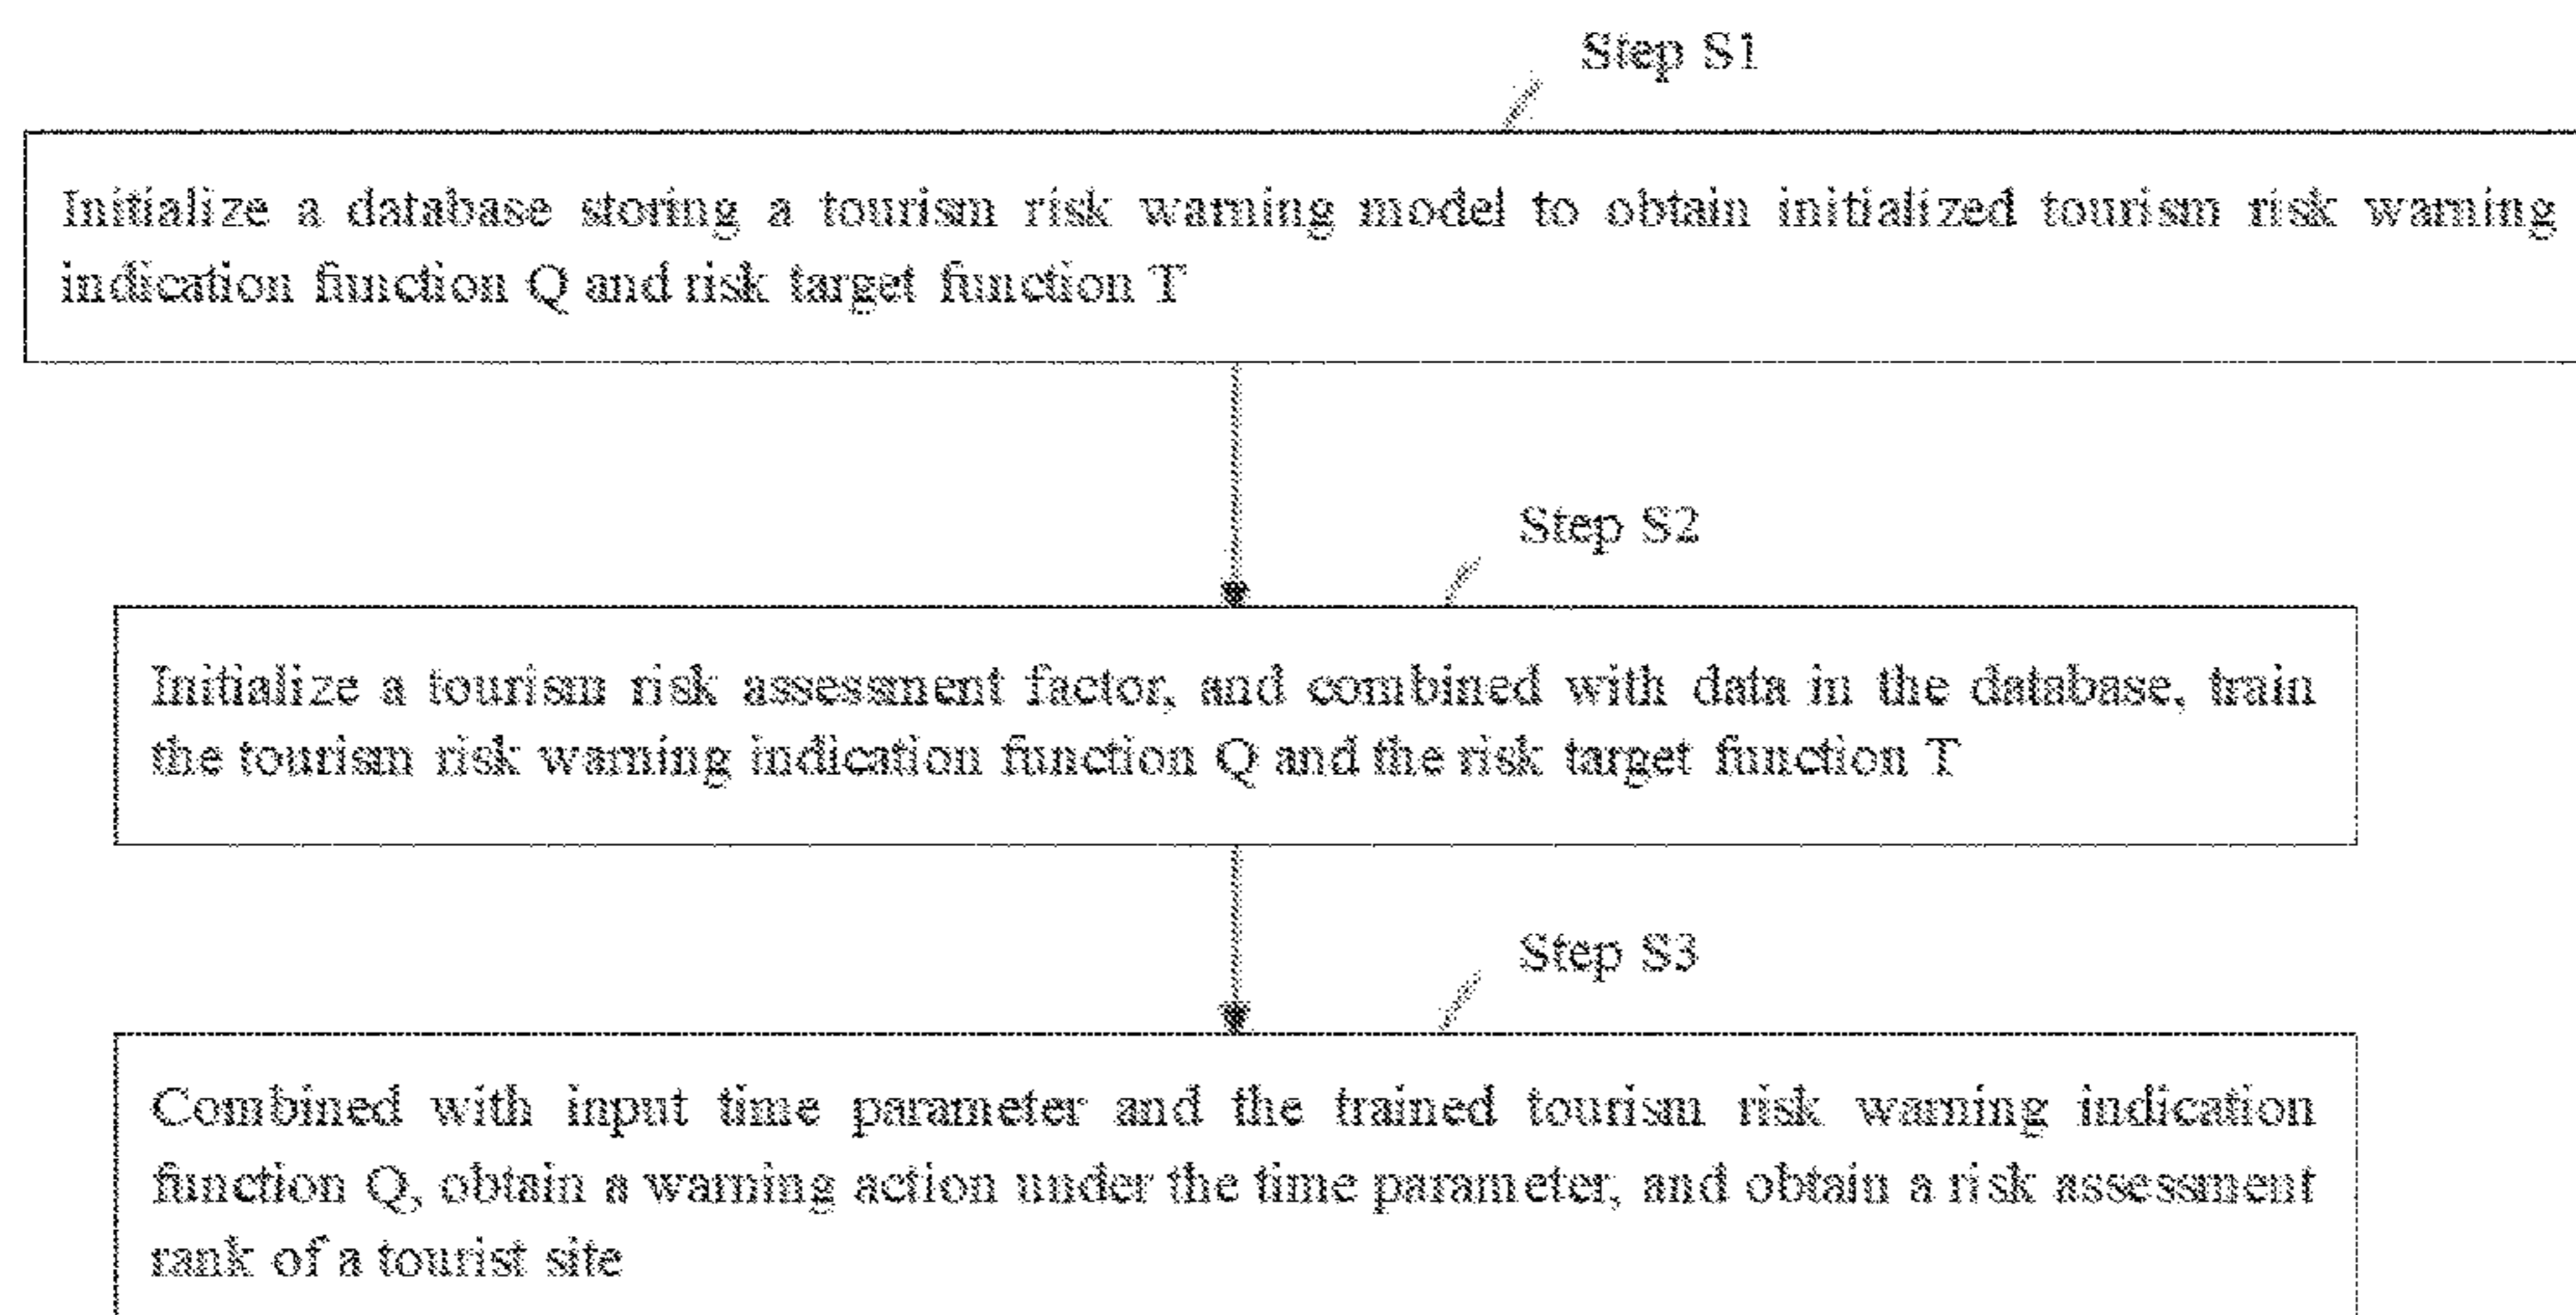 Step S1
Initialize a database storing a tourism risk warning model to obtain initialized tourism risk warning
indication function Q and risk target function T
Step S2
Initialize a tourism risk assessment factor, and combined with data in the database, train
the tourism risk warning indication function Q and the risk target function T
Step S3
Combined with input time parameter and the trained tourism risk warning indication
function Q, obtain a warning action under the time parameter, and obtain a risk assessment
rank of a tourist site